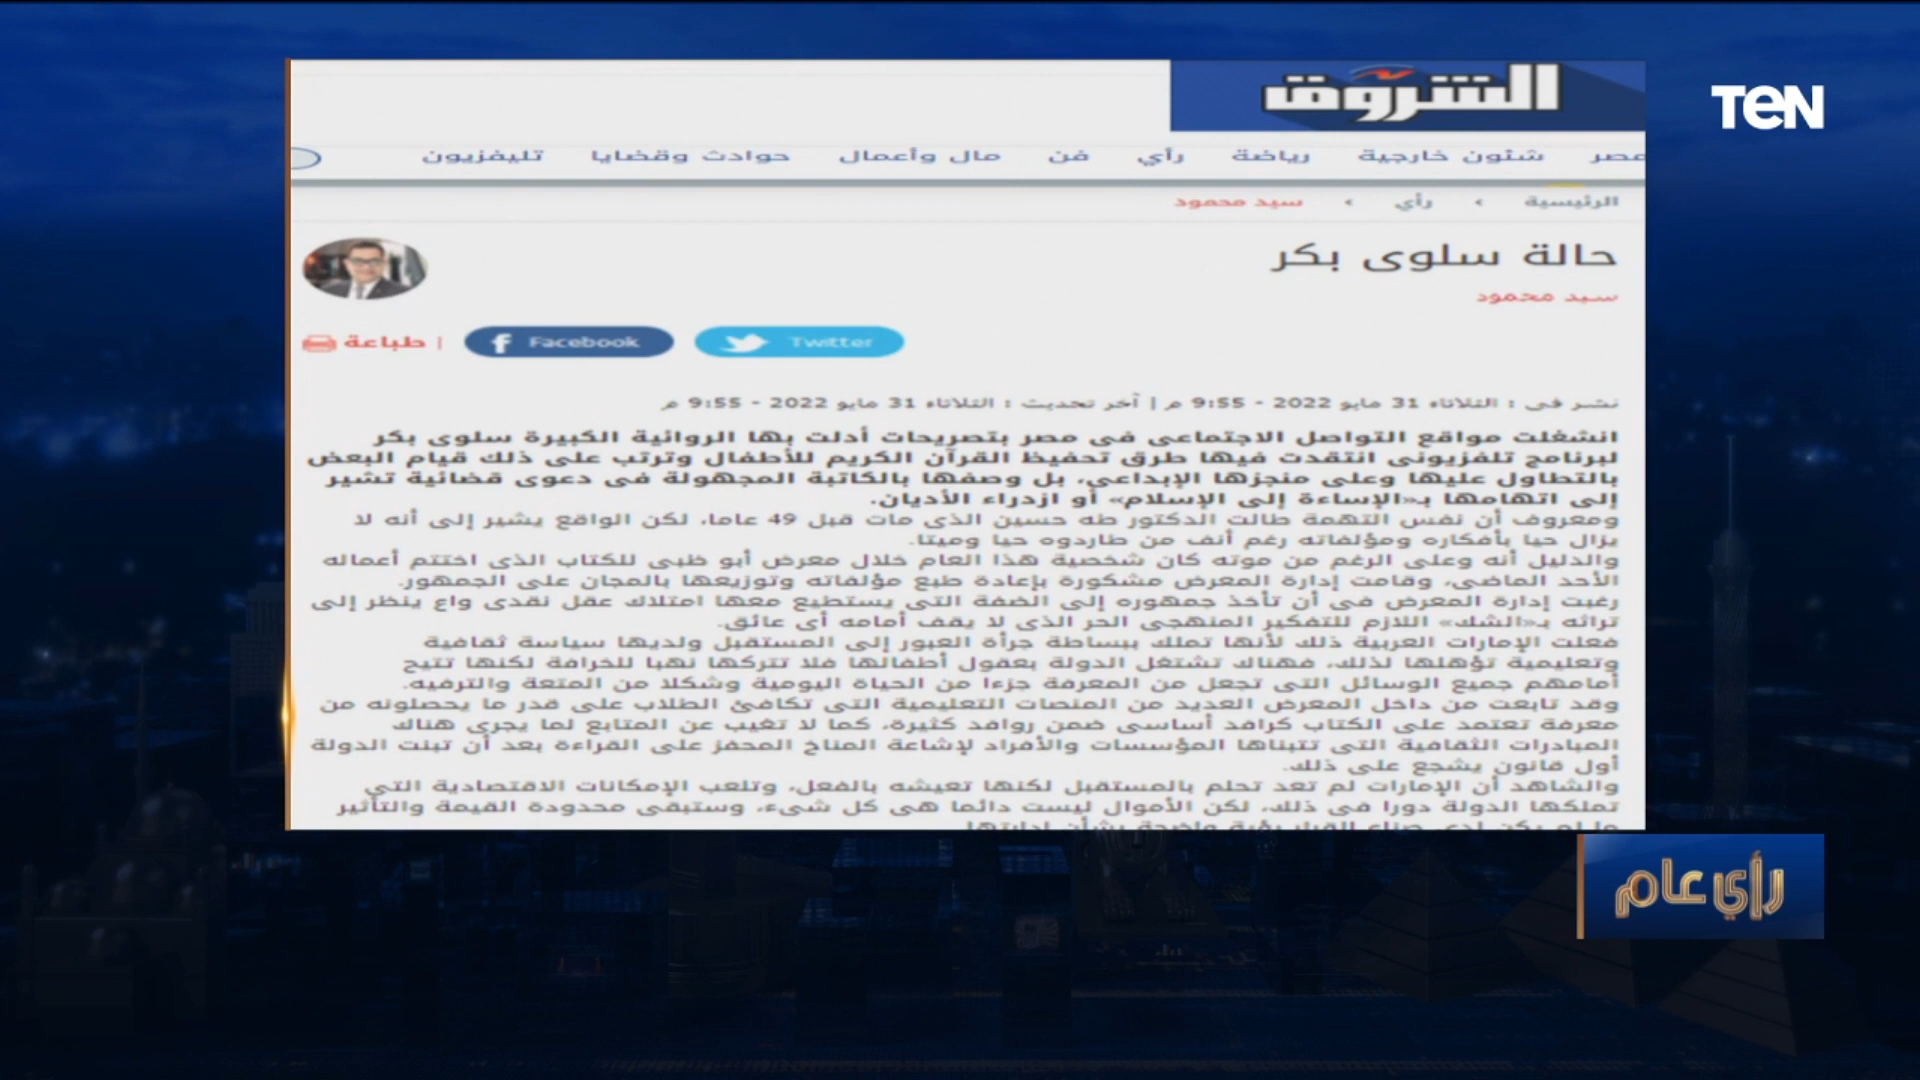 الشروق
TeN
مصر شئون خارجية رياضة رأي فن مال وأعمال حوادث وقضايا تليفزيون
الرئيسية › رأي › سيد محمود
حالة سلوى بكر
سيد محمود
Twitter Facebook | طباعة
نشر فى : الثلاثاء 31 مايو 2022 - 9:55 م | آخر تحديث : الثلاثاء 31 مايو 2022 - 9:55 م
انشغلت مواقع التواصل الاجتماعى فى مصر بتصريحات أدلت بها الروائية الكبيرة سلوى بكر
لبرنامج تلفزيونى انتقدت فيها طرق تحفيظ القرآن الكريم للأطفال وترتب على ذلك قيام البعض
بالتطاول عليها وعلى منجزها الإبداعى، بل وصفها بالكاتبة المجهولة فى دعوى قضائية تشير
إلى اتهامها بـ«الإساءة إلى الإسلام» أو ازدراء الأديان.
ومعروف أن نفس التهمة طالت الدكتور طه حسين الذى مات قبل 49 عاما، لكن الواقع يشير إلى أنه لا
يزال حيا بأفكاره ومؤلفاته رغم أنف من طاردوه حيا وميتا.
والدليل أنه وعلى الرغم من موته كان شخصية هذا العام خلال معرض أبو ظبى للكتاب الذى اختتم أعماله
الأحد الماضى، وقامت إدارة المعرض مشكورة بإعادة طبع مؤلفاته وتوزيعها بالمجان على الجمهور.
رغبت إدارة المعرض فى أن تأخذ جمهوره إلى الضفة التى يستطيع معها امتلاك عقل نقدى واع ينظر إلى
تراثه بـ«الشك» اللازم للتفكير المنهجى الحر الذى لا يقف أمامه أى عائق.
فعلت الإمارات العربية ذلك لأنها تملك ببساطة جرأة العبور إلى المستقبل ولديها سياسة ثقافية
وتعليمية تؤهلها لذلك، فهناك تشتغل الدولة بعقول أطفالها فلا تتركها نهبا للخرافة لكنها تتيح
أمامهم جميع الوسائل التى تجعل من المعرفة جزءا من الحياة اليومية وشكلا من المتعة والترفيه.
وقد تابعت من داخل المعرض العديد من المنصات التعليمية التى تكافئ الطلاب على قدر ما يحصلونه من
معرفة تعتمد على الكتاب كرافد أساسى ضمن روافد كثيرة، كما لا تغيب عن المتابع لما يجرى هناك
المبادرات الثقافية التى تتبناها المؤسسات والأفراد لإشاعة المناخ المحفز على القراءة بعد أن تبنت الدولة
أول قانون يشجع على ذلك.
والشاهد أن الإمارات لم تعد تحلم بالمستقبل لكنها تعيشه بالفعل، وتلعب الإمكانات الاقتصادية التي
تملكها الدولة دورا فى ذلك، لكن الأموال ليست دائما هى كل شىء، وستبقى محدودة القيمة والتأثير
ما لم يكن لدى صناع القرار رؤية واضحة بشأن إدارتها
رأي عام